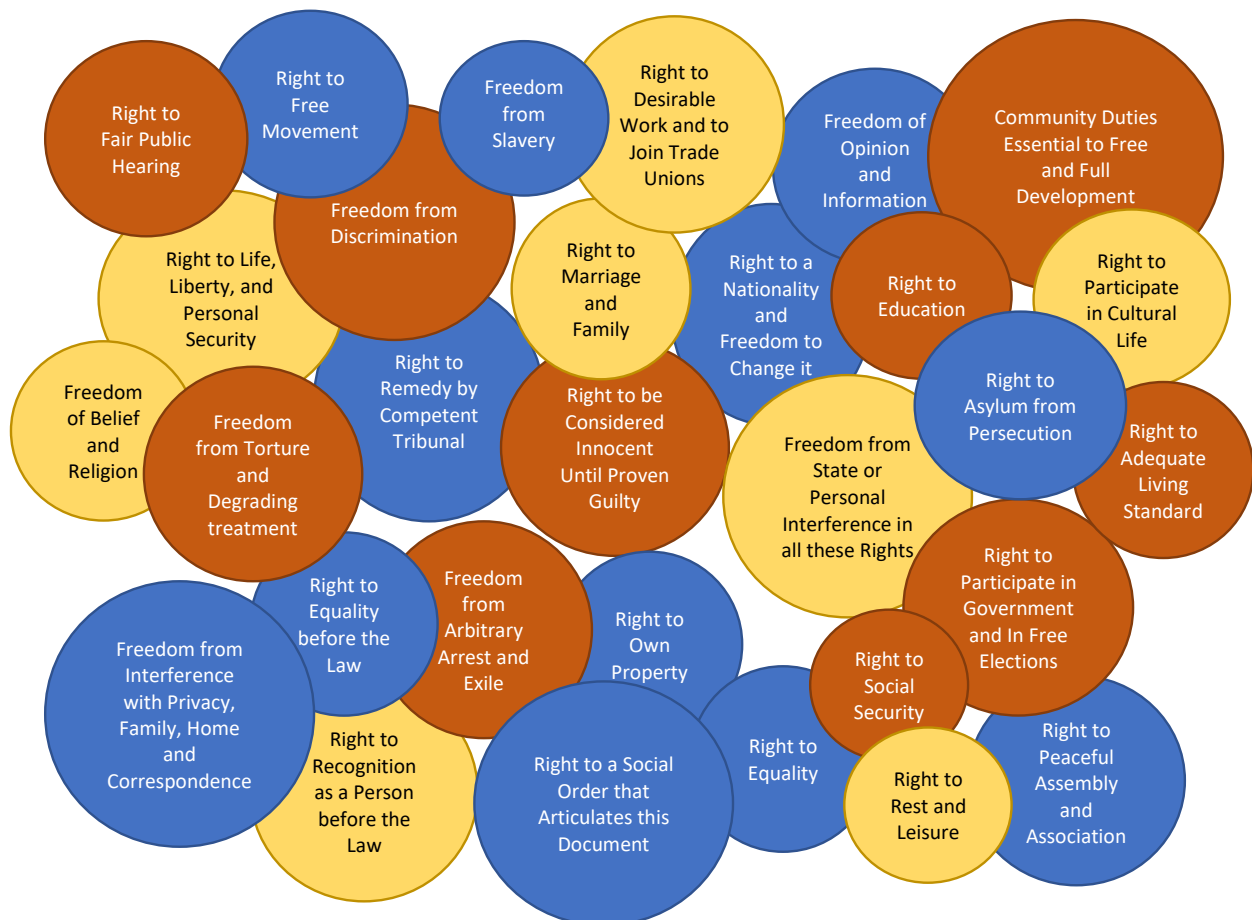 Right to
Fair Public
Hearing
Right to
Free
Movement
Freedom
from
Slavery
Right to
Desirable
Work and to
Join Trade
Unions
Freedom of
Opinion
and
Information
Community Duties
Essential to Free
and Full
Development
Freedom from
Discrimination
Right to Life,
Liberty, and
Personal
Security
Right to
Marriage
and
Family
Right to a
Nationality
and
Freedom to
Change it
Right to
Education
Right to
Participate
in Cultural
Life
Freedom
of Belief
and
Religion
Freedom
from Torture
and
Degrading
treatment
Right to
Remedy by
Competent
Tribunal
Right to be
Considered
Innocent
Until Proven
Guilty
Freedom from
State or
Personal
Interference in
all these Rights
Right to
Asylum from
Persecution
Right to
Adequate
Living
Standard
Freedom from
Interference
with Privacy,
Family, Home
and
Correspondence
Right to
Equality
before the
Law
Freedom
from
Arbitrary
Arrest and
Exile
Right to
Own
Property
Right to
Participate in
Government
and In Free
Elections
Right to
Social
Security
Right to
Recognition
as a Person
before the
Law
Right to a Social
Order that
Articulates this
Document
Right to
Equality
Right to
Rest and
Leisure
Right to
Peaceful
Assembly
and
Association